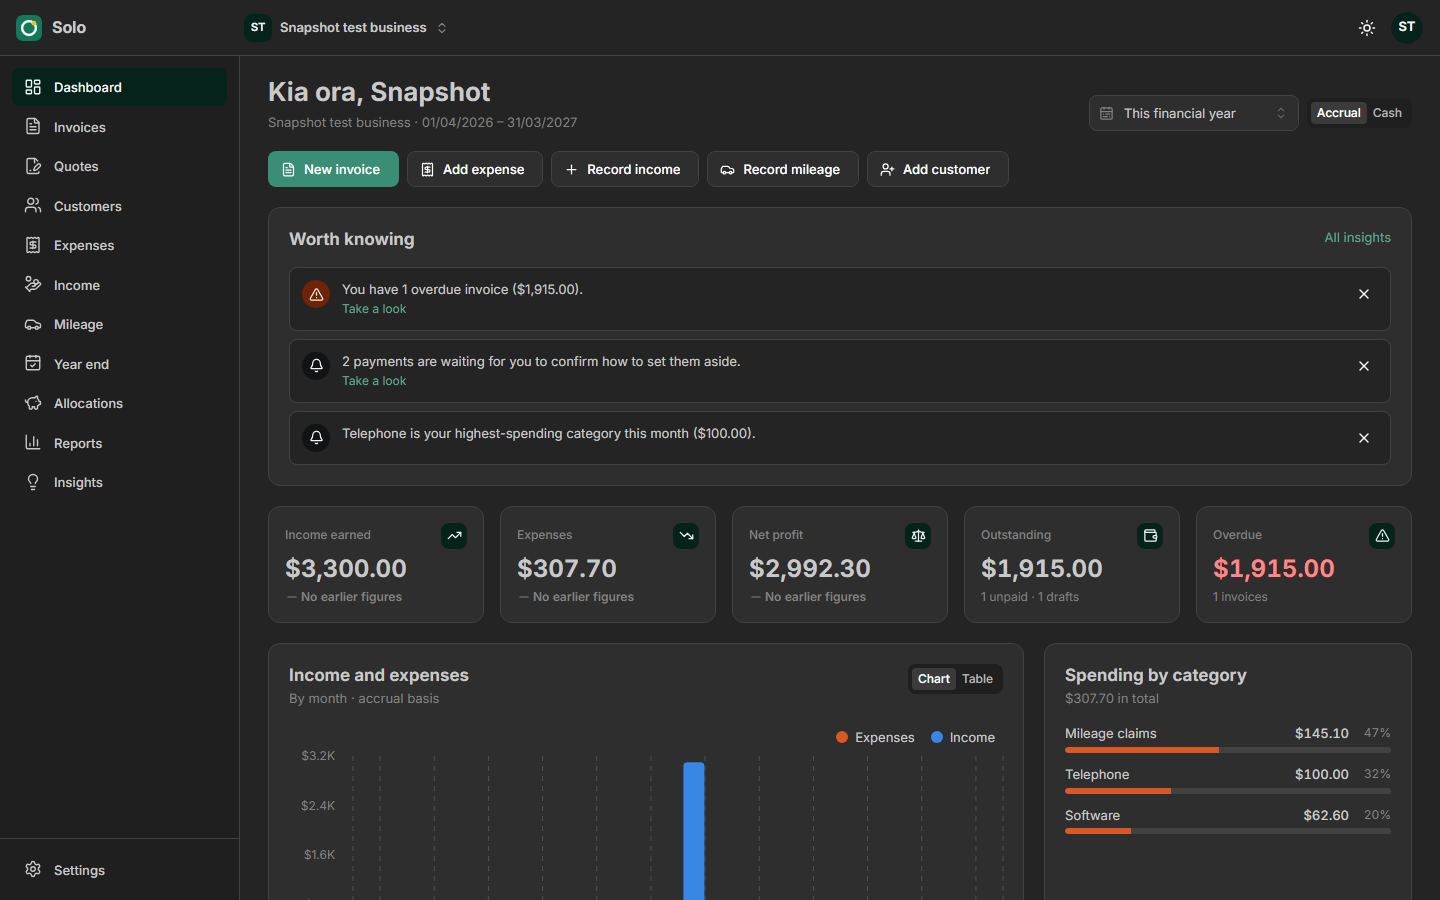 Solo
ST Snapshot test business
ST
Dashboard
Invoices
Quotes
Customers
Expenses
Income
Mileage
Year end
Allocations
Reports
Insights
Settings
Kia ora, Snapshot
Snapshot test business · 01/04/2026 – 31/03/2027
This financial year
Accrual Cash
New invoice
Add expense
Record income
Record mileage
Add customer
Worth knowing
All insights
You have 1 overdue invoice ($1,915.00).
Take a look
2 payments are waiting for you to confirm how to set them aside.
Take a look
Telephone is your highest-spending category this month ($100.00).
Income earned
$3,300.00
— No earlier figures
Expenses
$307.70
— No earlier figures
Net profit
$2,992.30
— No earlier figures
Outstanding
$1,915.00
1 unpaid · 1 drafts
Overdue
$1,915.00
1 invoices
Income and expenses
By month · accrual basis
Chart Table
Expenses Income
$3.2K
$2.4K
$1.6K
Spending by category
$307.70 in total
Mileage claims $145.10 47%
Telephone $100.00 32%
Software $62.60 20%